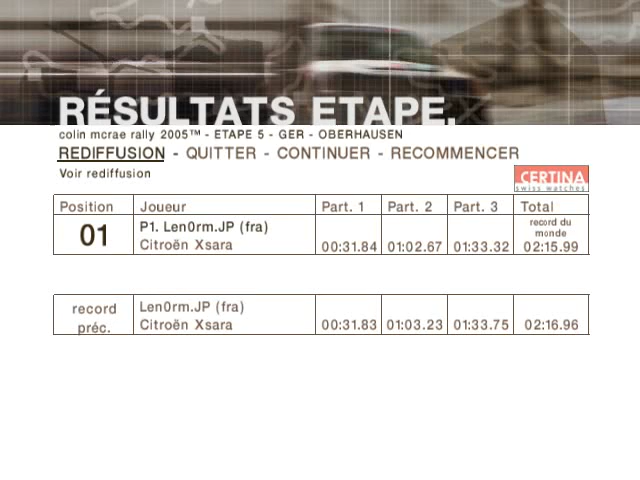 RÉSULTATS ETAPE.
colin mcrae rally 2005™ - ETAPE 5 - GER - OBERHAUSEN
REDIFFUSION - QUITTER - CONTINUER - RECOMMENCER
Voir rediffusion
CERTINA
swiss watches
Position Joueur Part. 1 Part. 2 Part. 3 Total
01 P1. Len0rm.JP (fra) record du monde
Citroën Xsara 00:31.84 01:02.67 01:33.32 02:15.99
record préc. Len0rm.JP (fra)
Citroën Xsara 00:31.83 01:03.23 01:33.75 02:16.96